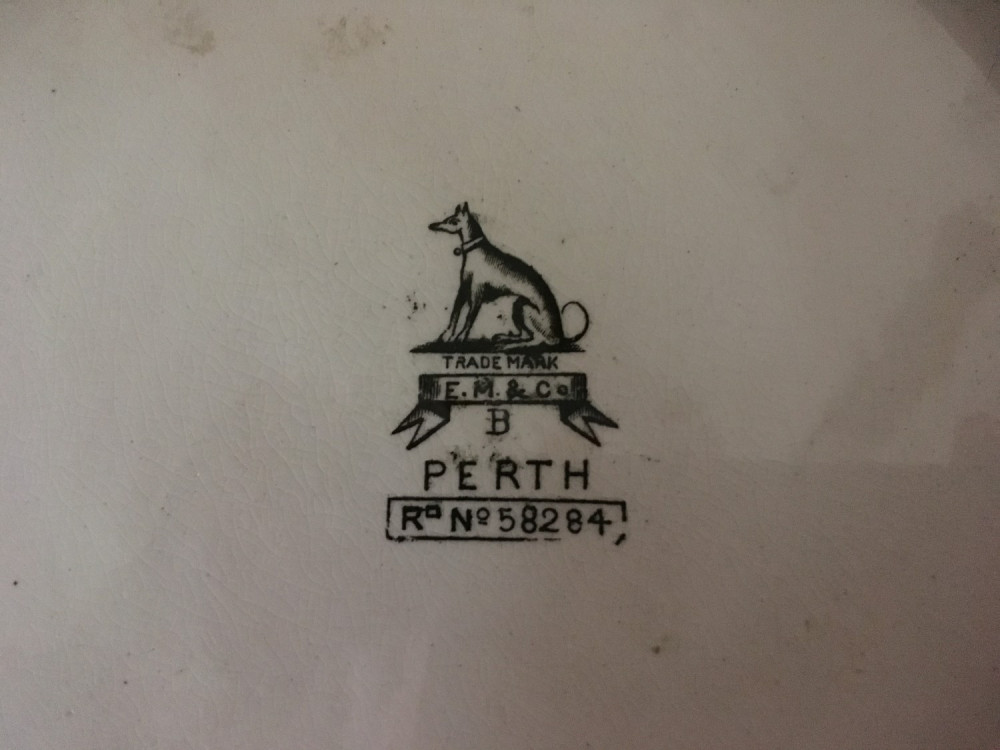 TRADE MARK
E. M. & Co
B
PERTH
Rᴰ Nº 58284